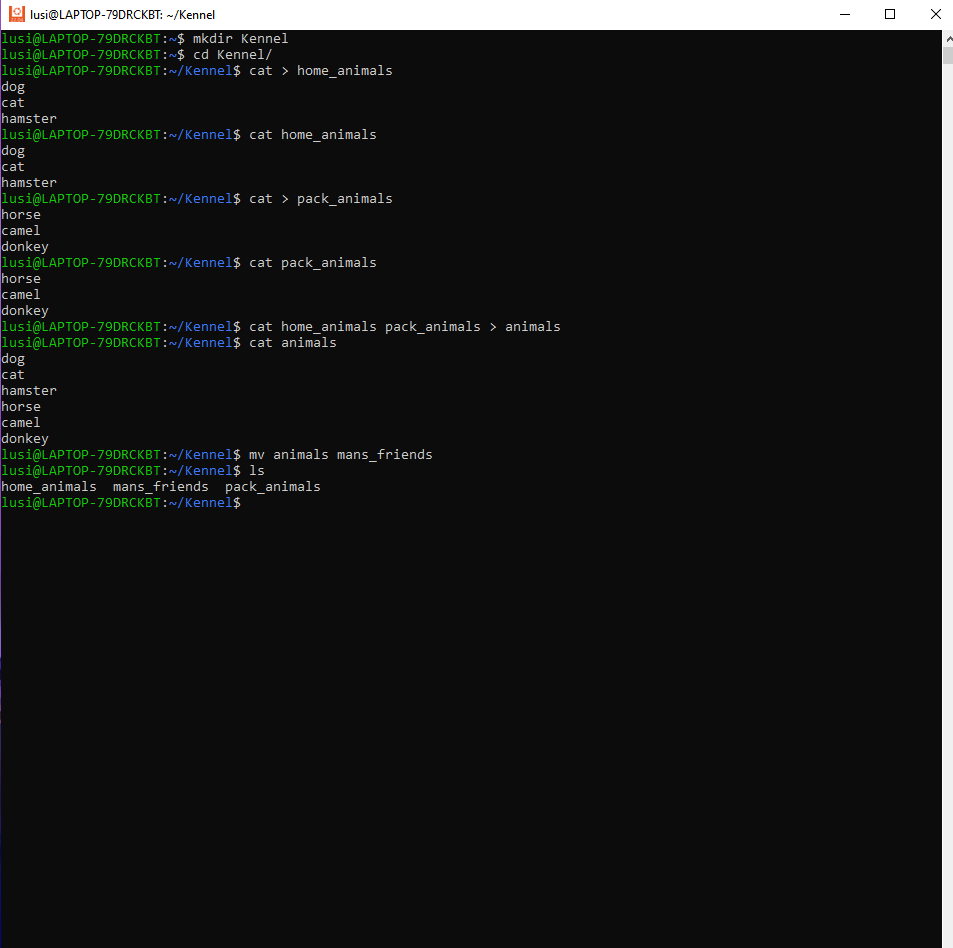 lusi@LAPTOP-79DRCKBT: ~/Kennel
lusi@LAPTOP-79DRCKBT:~$ mkdir Kennel
lusi@LAPTOP-79DRCKBT:~$ cd Kennel/
lusi@LAPTOP-79DRCKBT:~/Kennel$ cat > home_animals
dog
cat
hamster
lusi@LAPTOP-79DRCKBT:~/Kennel$ cat home_animals
dog
cat
hamster
lusi@LAPTOP-79DRCKBT:~/Kennel$ cat > pack_animals
horse
camel
donkey
lusi@LAPTOP-79DRCKBT:~/Kennel$ cat pack_animals
horse
camel
donkey
lusi@LAPTOP-79DRCKBT:~/Kennel$ cat home_animals pack_animals > animals
lusi@LAPTOP-79DRCKBT:~/Kennel$ cat animals
dog
cat
hamster
horse
camel
donkey
lusi@LAPTOP-79DRCKBT:~/Kennel$ mv animals mans_friends
lusi@LAPTOP-79DRCKBT:~/Kennel$ ls
home_animals  mans_friends  pack_animals
lusi@LAPTOP-79DRCKBT:~/Kennel$